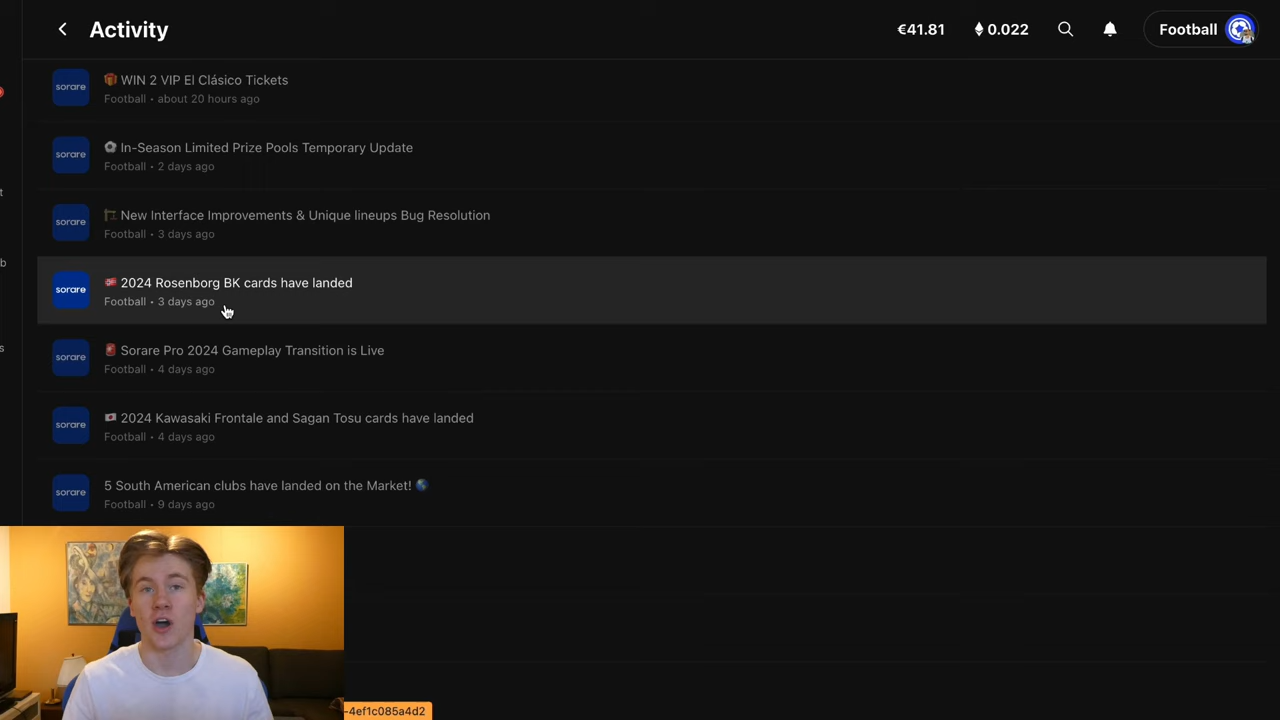 Activity
€41.81
0.022
Football
sorare
WIN 2 VIP El Clásico Tickets
Football • about 20 hours ago
sorare
In-Season Limited Prize Pools Temporary Update
Football • 2 days ago
t
sorare
New Interface Improvements & Unique lineups Bug Resolution
Football • 3 days ago
b
sorare
2024 Rosenborg BK cards have landed
Football • 3 days ago
s
sorare
Sorare Pro 2024 Gameplay Transition is Live
Football • 4 days ago
sorare
2024 Kawasaki Frontale and Sagan Tosu cards have landed
Football • 4 days ago
sorare
5 South American clubs have landed on the Market!
Football • 9 days ago
-4ef1c085a4d2